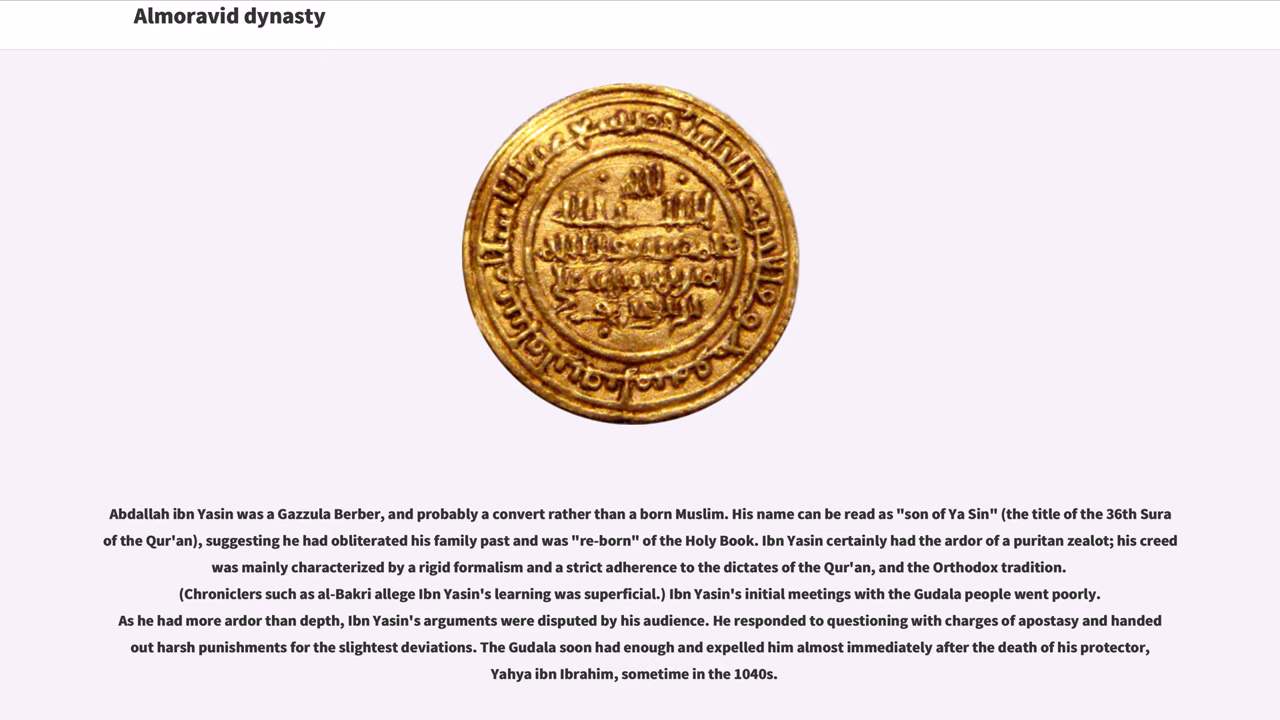 Almoravid dynasty
الله
Abdallah ibn Yasin was a Gazzula Berber, and probably a convert rather than a born Muslim. His name can be read as "son of Ya Sin" (the title of the 36th Sura
of the Qur'an), suggesting he had obliterated his family past and was "re-born" of the Holy Book. Ibn Yasin certainly had the ardor of a puritan zealot; his creed
was mainly characterized by a rigid formalism and a strict adherence to the dictates of the Qur'an, and the Orthodox tradition.
(Chroniclers such as al-Bakri allege Ibn Yasin's learning was superficial.) Ibn Yasin's initial meetings with the Gudala people went poorly.
As he had more ardor than depth, Ibn Yasin's arguments were disputed by his audience. He responded to questioning with charges of apostasy and handed
out harsh punishments for the slightest deviations. The Gudala soon had enough and expelled him almost immediately after the death of his protector,
Yahya ibn Ibrahim, sometime in the 1040s.